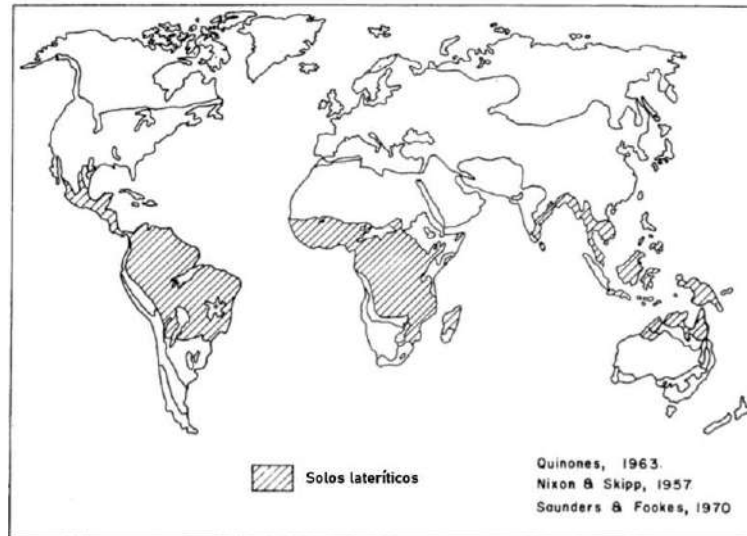 Solos lateríticos
Quinones, 1963.
Nixon & Skipp, 1957.
Saunders & Fookes, 1970